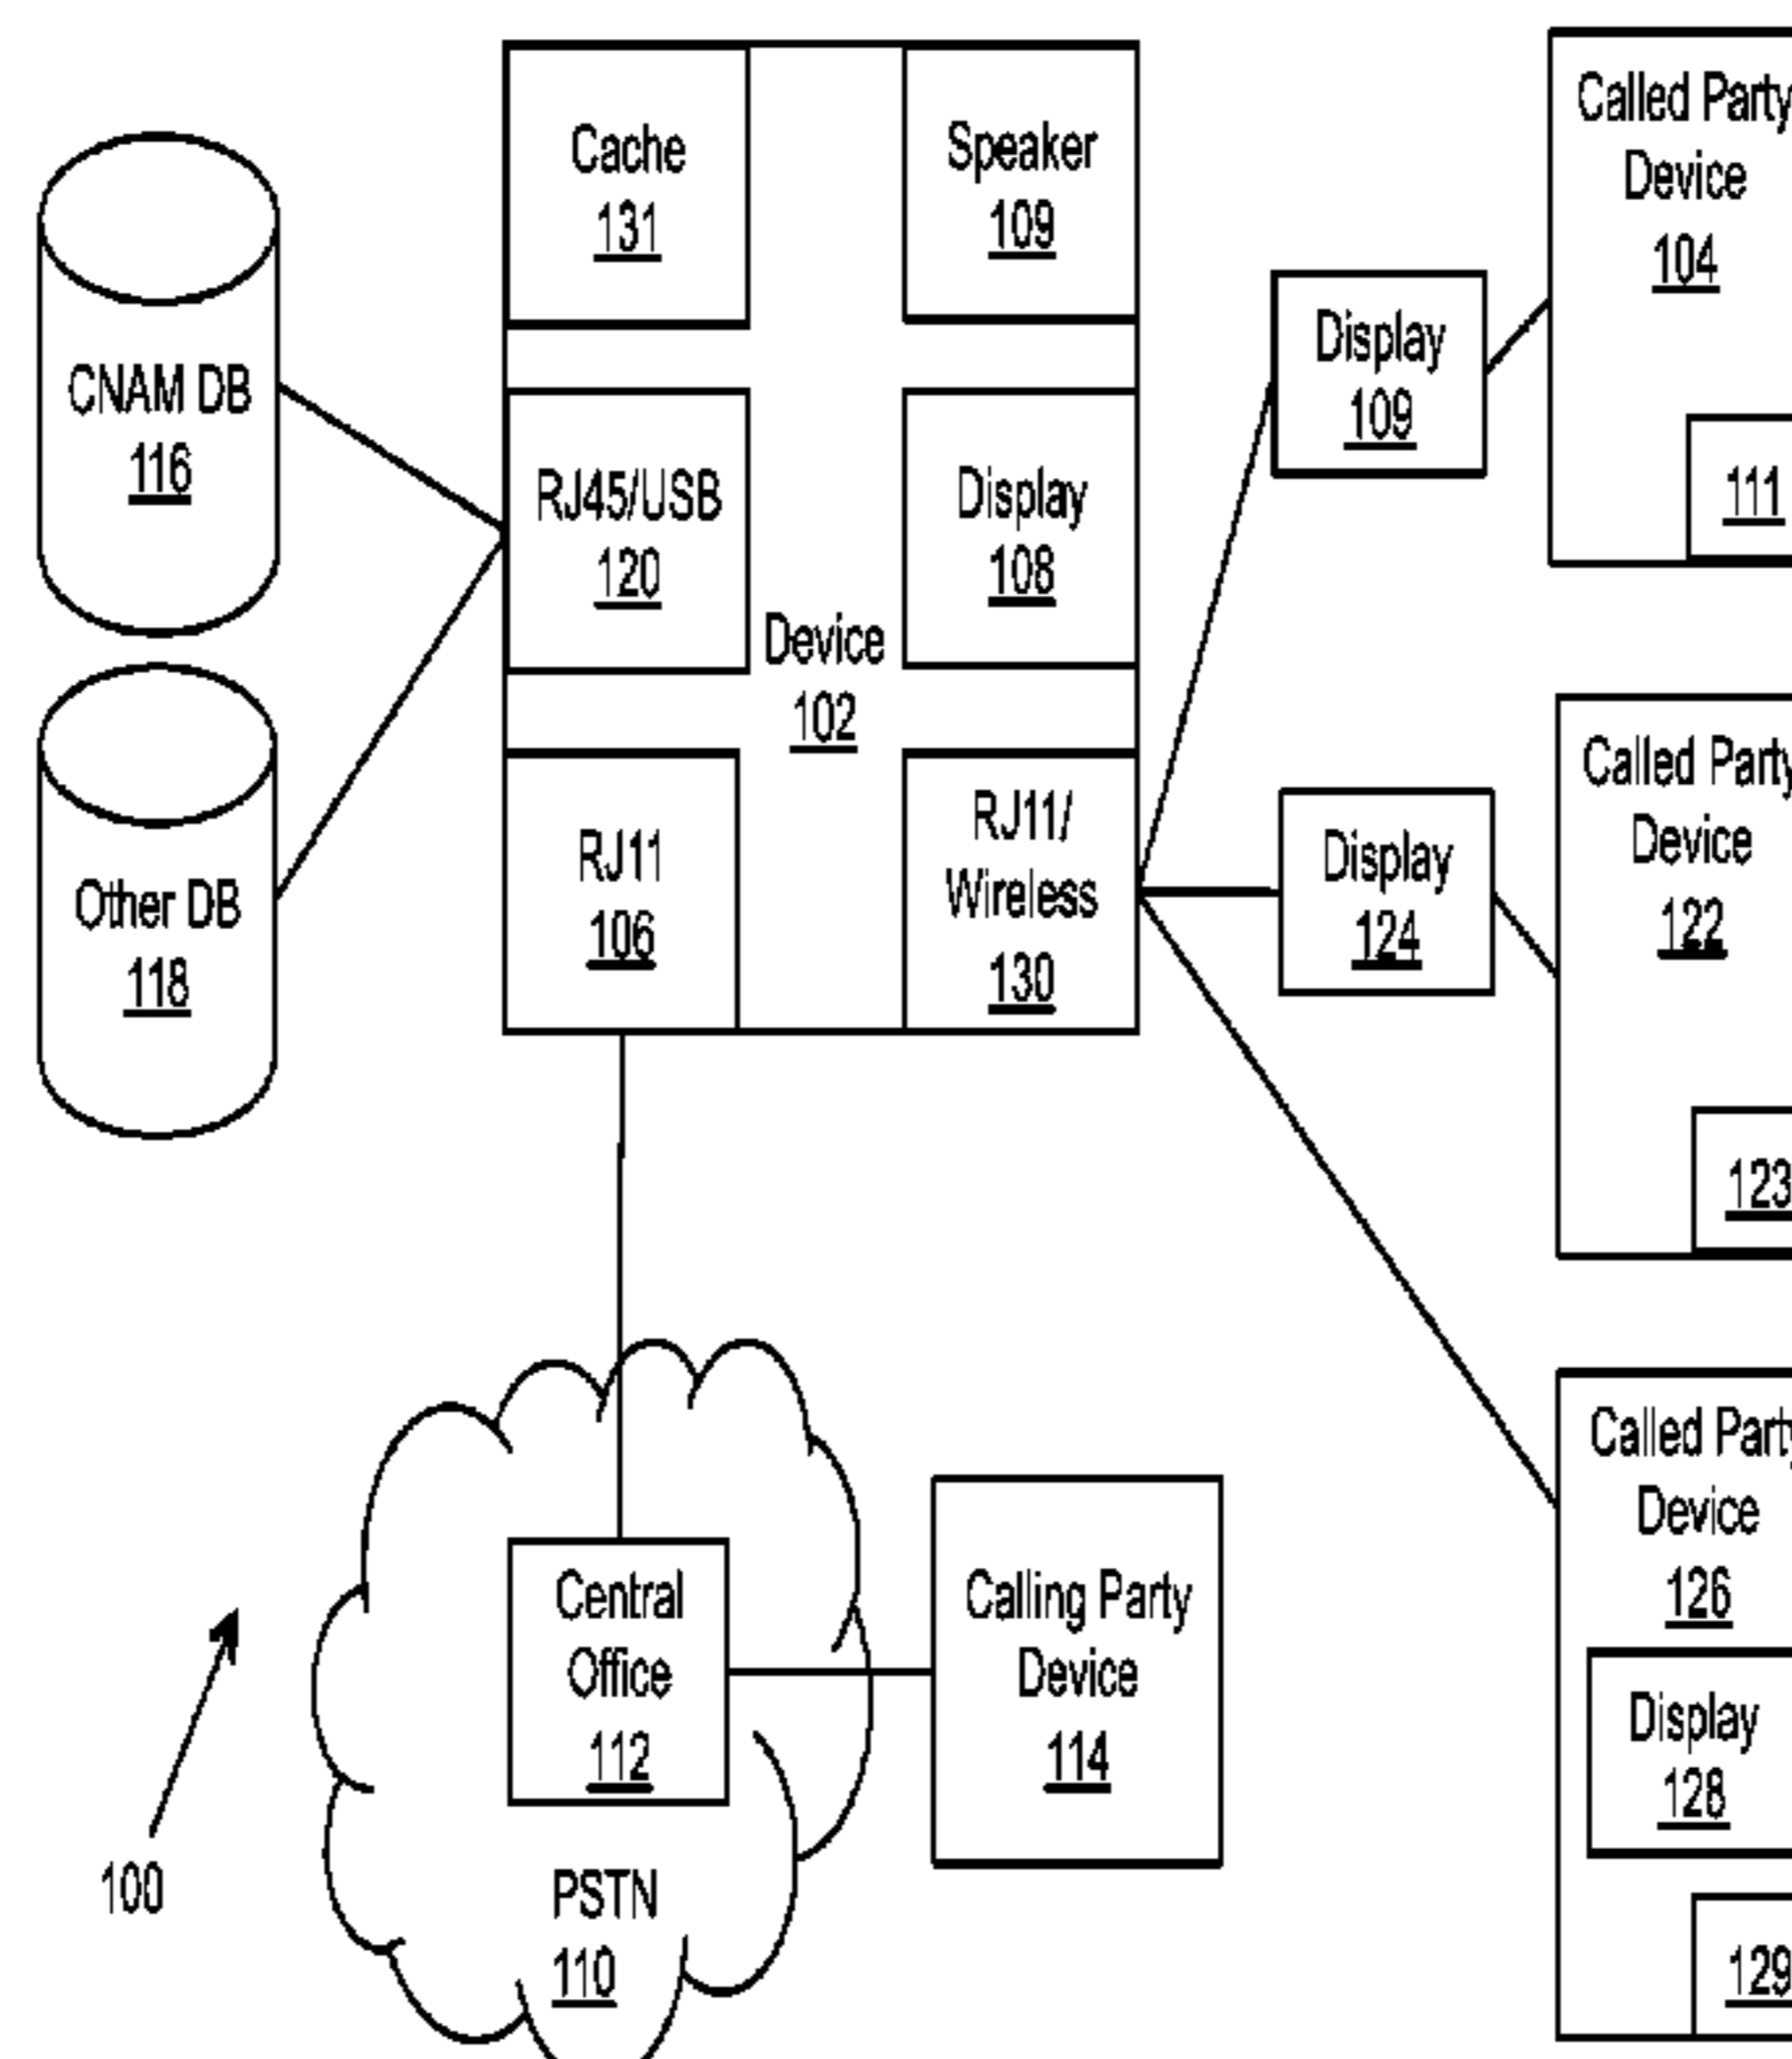 Cache
131
Speaker
109
CNAM DB
116
RJ45/USB
120
Display
108
Device
102
Other DB
118
RJ11
106
RJ11/
Wireless
130
Display
109
Called Party
Device
104
111
Display
124
Called Party
Device
122
123
Called Party
Device
126
Display
128
129
Central
Office
112
PSTN
110
Calling Party
Device
114
100